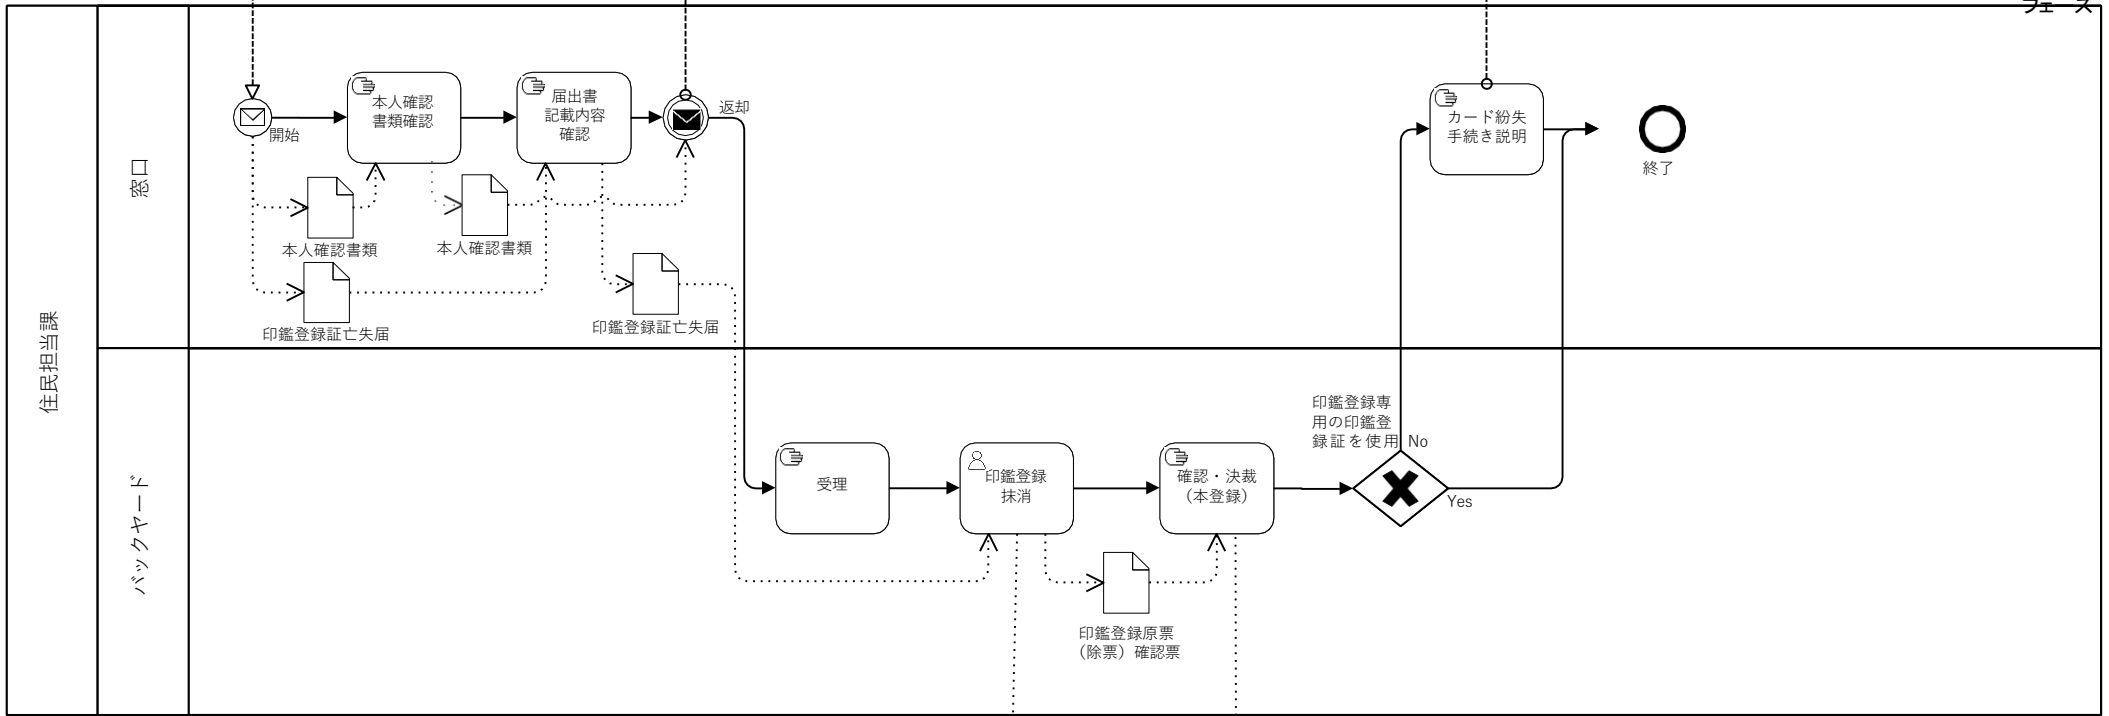 フェーズ
住民担当課
窓口
開始
本人確認
書類確認
届出書
記載内容
確認
返却
カード紛失
手続き説明
終了
本人確認書類
本人確認書類
印鑑登録証亡失届
印鑑登録証亡失届
バックヤード
受理
印鑑登録
抹消
確認・決裁
（本登録）
印鑑登録専
用の印鑑登
録証を使用
No
Yes
印鑑登録原票
（除票）確認票